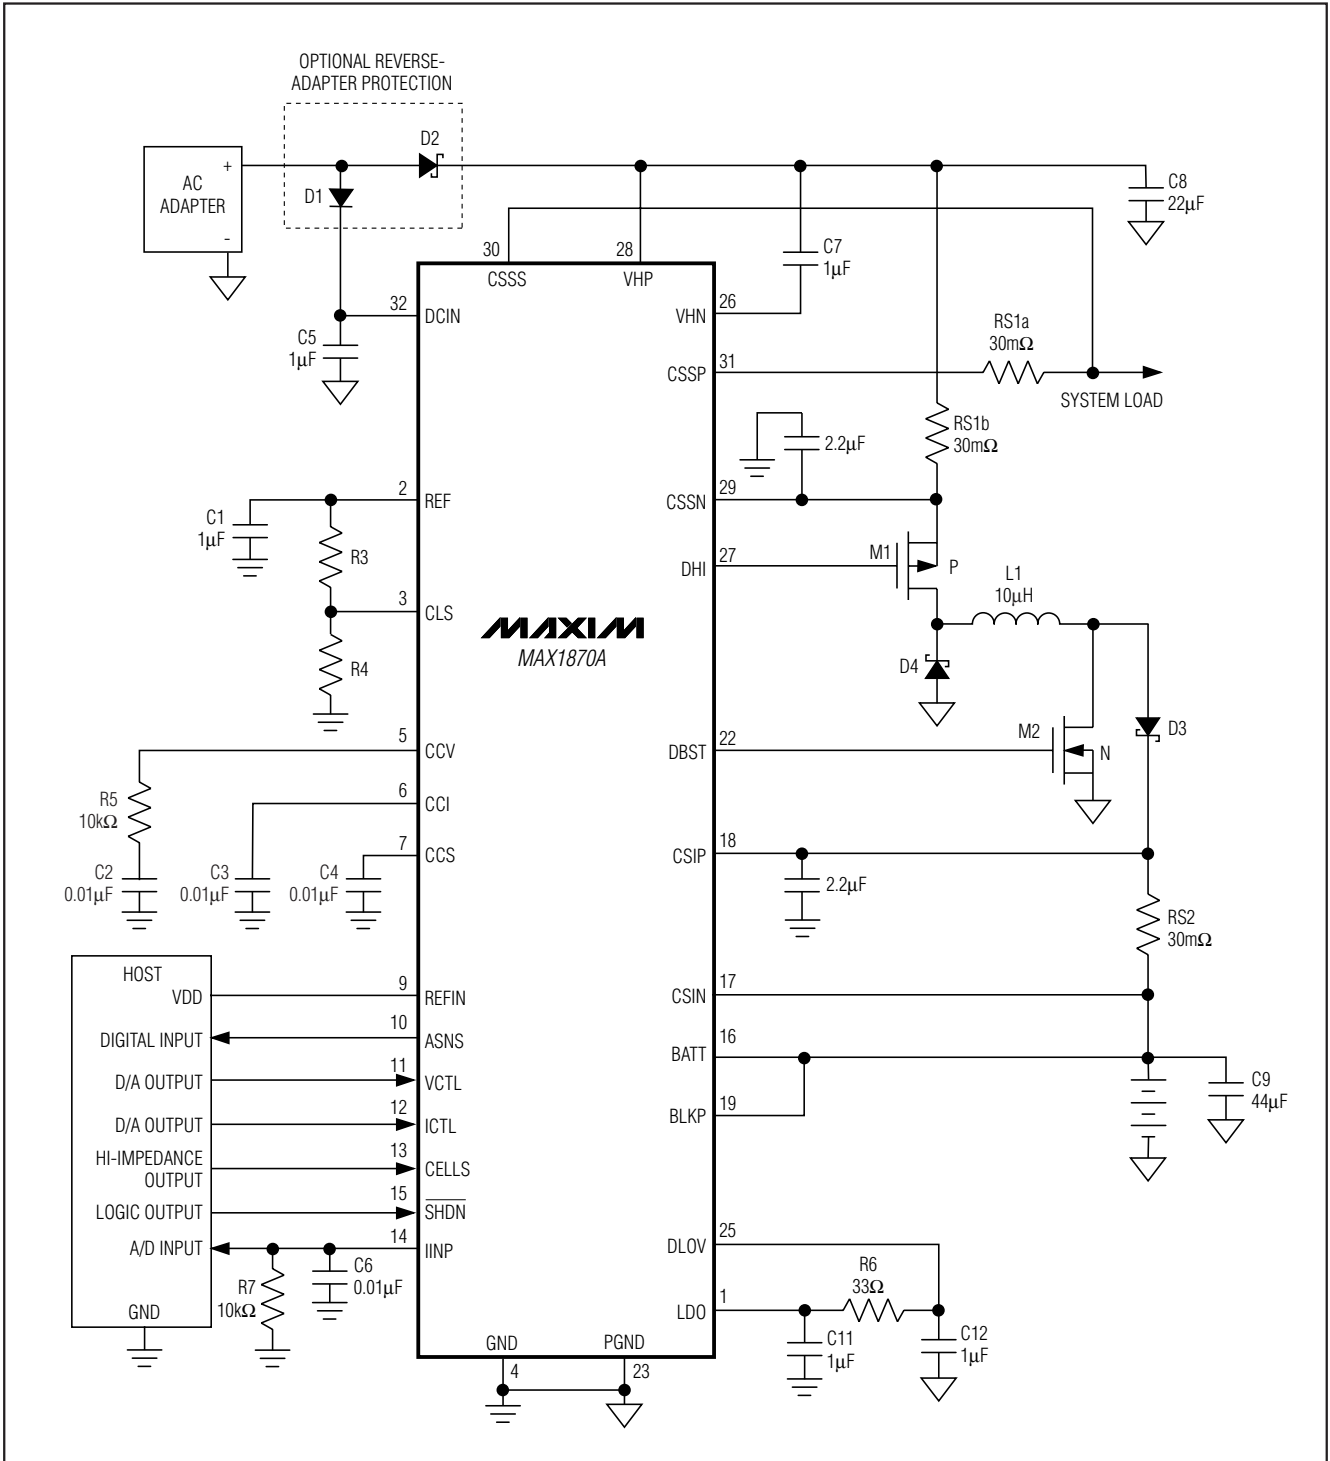 OPTIONAL REVERSE-
ADAPTER PROTECTION
D2
+
AC
ADAPTER
-
D1
C8
22µF
30
28
CSSS
VHP
C7
1µF
32
DCIN
26
VHN
C5
1µF
RS1a
30mΩ
31
CSSP
SYSTEM LOAD
RS1b
30mΩ
2.2µF
2
REF
29
CSSN
C1
1µF
R3
27
DHI
M1
P
L1
10µH
3
CLS
MAXIM
MAX1870A
R4
D4
5
CCV
22
DBST
M2
N
D3
R5
10kΩ
6
CCI
7
CCS
18
CSIP
C2
0.01µF
C3
0.01µF
C4
0.01µF
2.2µF
RS2
30mΩ
HOST
VDD
9
REFIN
17
CSIN
DIGITAL INPUT
10
ASNS
16
BATT
D/A OUTPUT
11
VCTL
C9
44µF
D/A OUTPUT
12
ICTL
19
BLKP
HI-IMPEDANCE
OUTPUT
13
CELLS
LOGIC OUTPUT
15
SHDN
A/D INPUT
14
IINP
25
DLOV
R7
10kΩ
C6
0.01µF
R6
33Ω
GND
1
LDO
C11
1µF
C12
1µF
GND
PGND
4
23